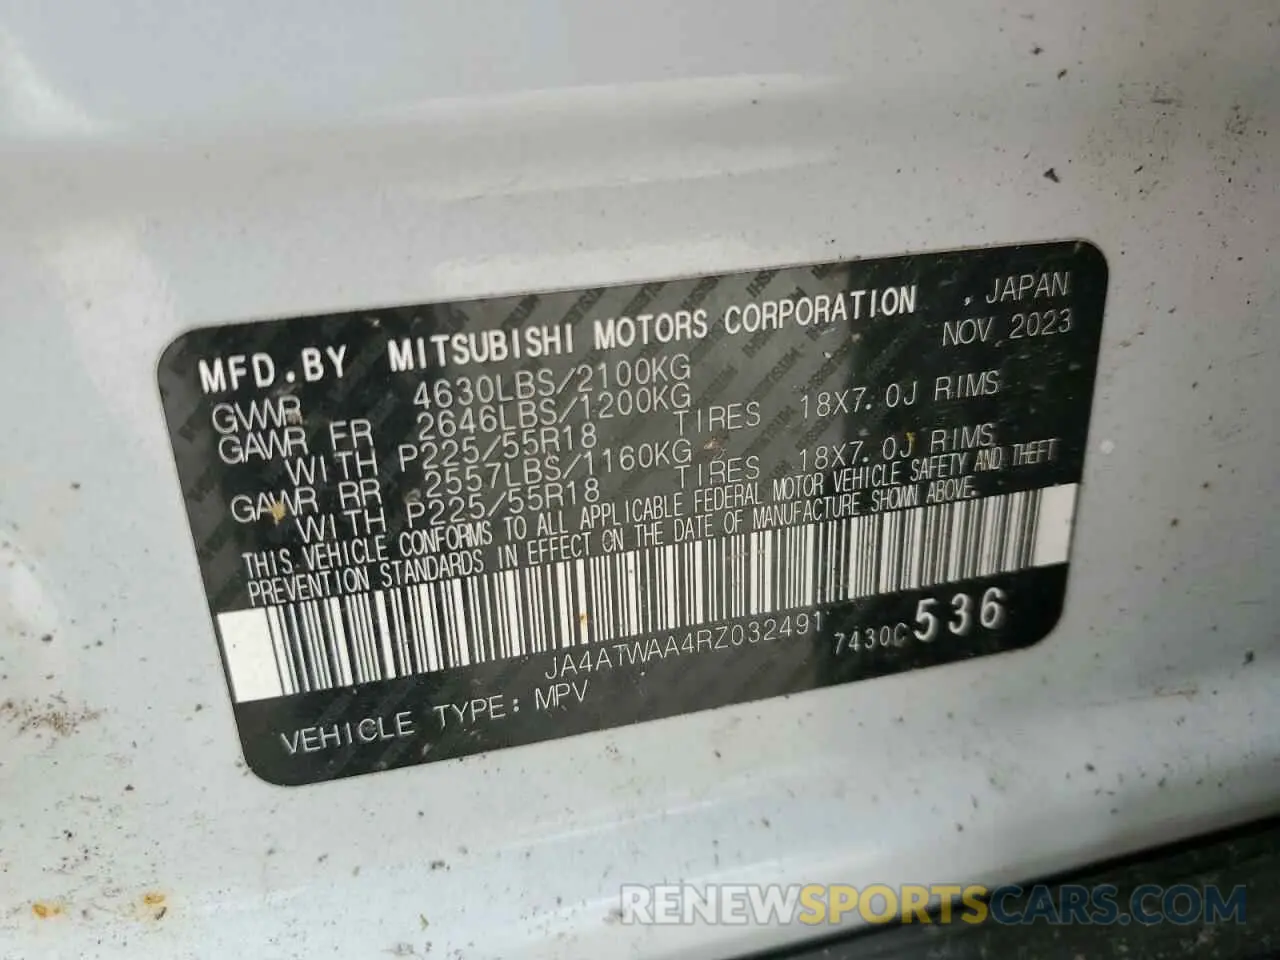 MFD.BY MITSUBISHI MOTORS CORPORATION , JAPAN
NOV, 2023
GVWR 4630LBS/2100KG
GAWR FR 2646LBS/1200KG
WITH P225/55R18 TIRES 18X7.0J RIMS
GAWR RR 2557LBS/1160KG
WITH P225/55R18 TIRES 18X7.0J RIMS
THIS VEHICLE CONFORMS TO ALL APPLICABLE FEDERAL MOTOR VEHICLE SAFETY AND THEFT
PREVENTION STANDARDS IN EFFECT ON THE DATE OF MANUFACTURE SHOWN ABOVE.
JA4ATWAA4RZ032491 7430C 536
VEHICLE TYPE: MPV
RENEWSPORTSCARS.COM